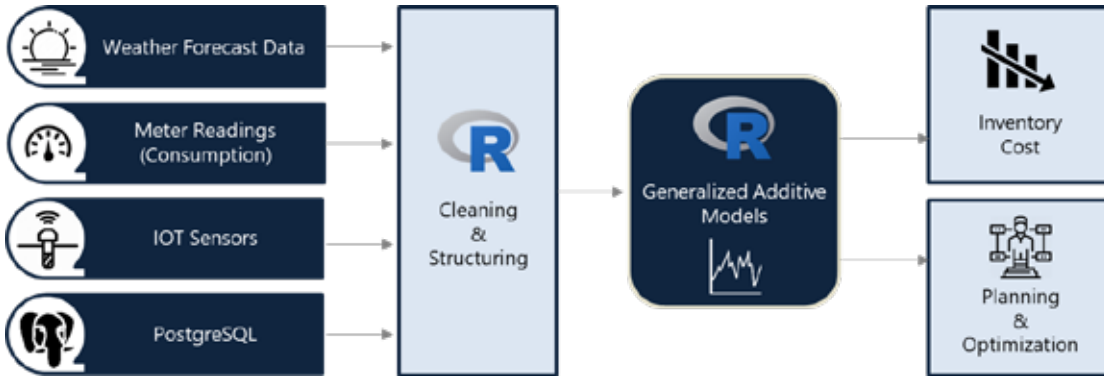 Weather Forecast Data
Meter Readings
(Consumption)
IOT Sensors
PostgreSQL
R
Cleaning
&
Structuring
R
Generalized Additive
Models
Inventory
Cost
Planning
&
Optimization